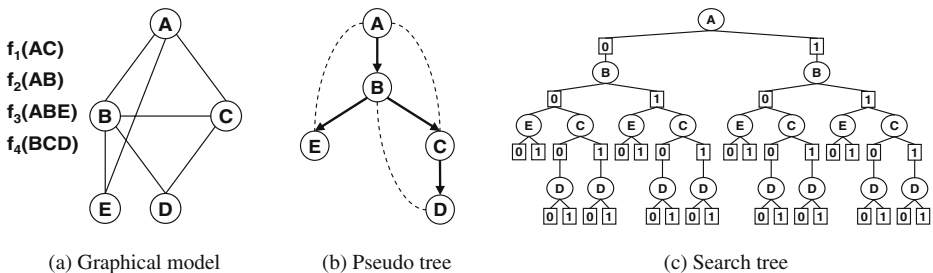 f1(AC)
f2(AB)
f3(ABE)
f4(BCD)
A
B
C
E
D
(a) Graphical model
A
B
E
C
D
(b) Pseudo tree
A
0 1
B B
0 1 0 1
E C E C E C E C
0 1 0 1 0 1 0 1 0 1 0 1 0 1 0 1
D D D D D D D D
0 1 0 1 0 1 0 1 0 1 0 1 0 1 0 1
(c) Search tree